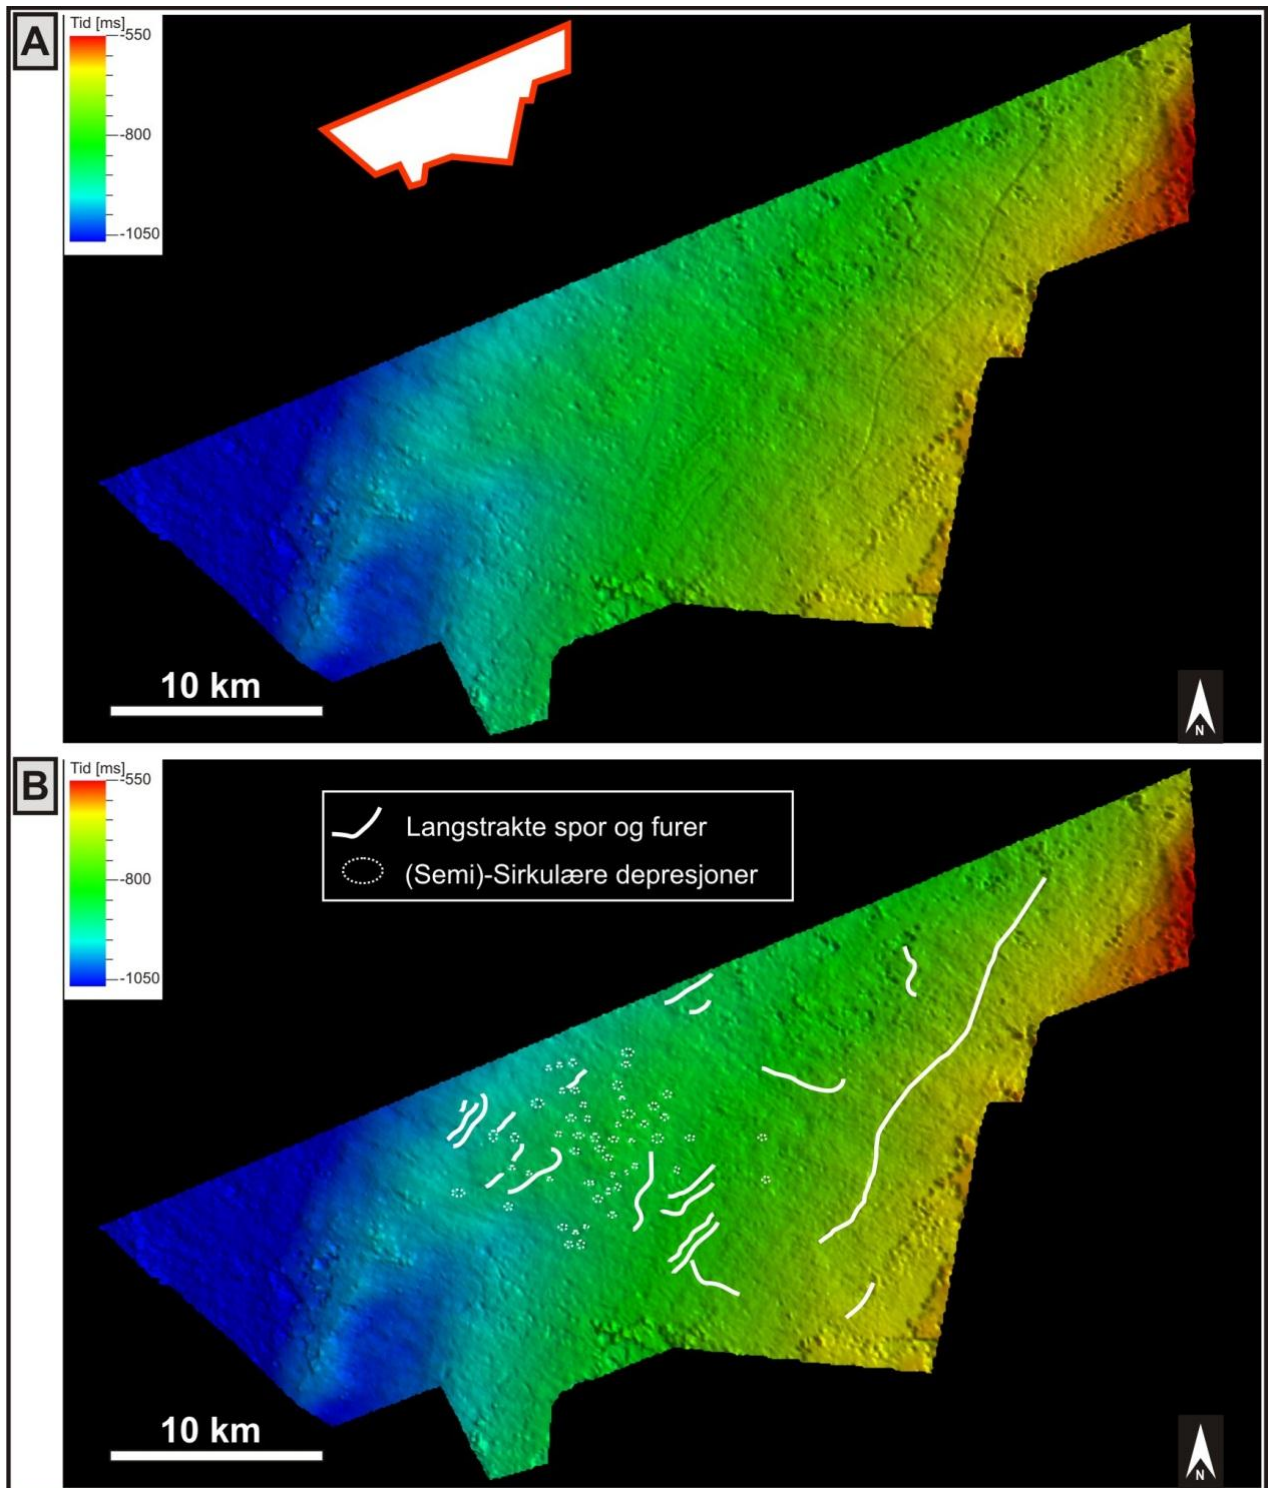 A
Tid [ms]
-550
-800
-1050
10 km
N
B
Tid [ms]
-550
-800
-1050
Langstrakte spor og furer
(Semi)-Sirkulære depresjoner
10 km
N